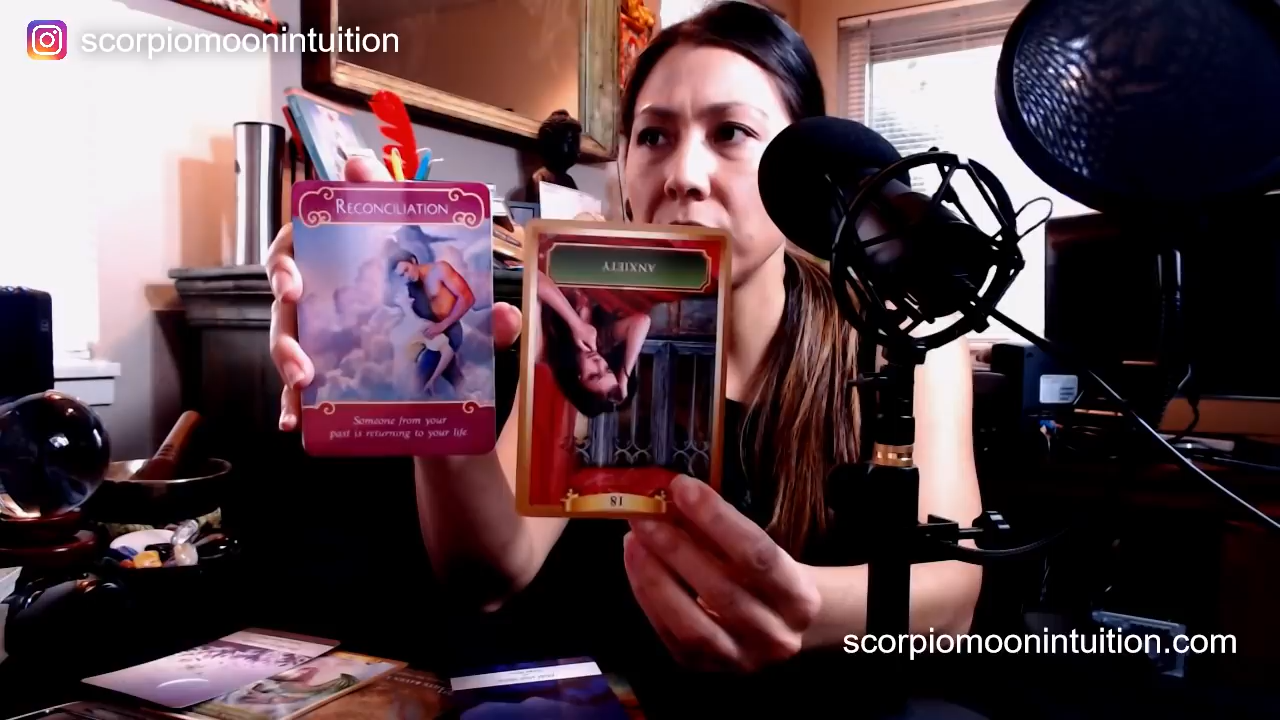 scorpiomoonintuition
RECONCILIATION
ANXIETY
Someone from your
past is returning to your life
18
scorpiomoonintuition.com